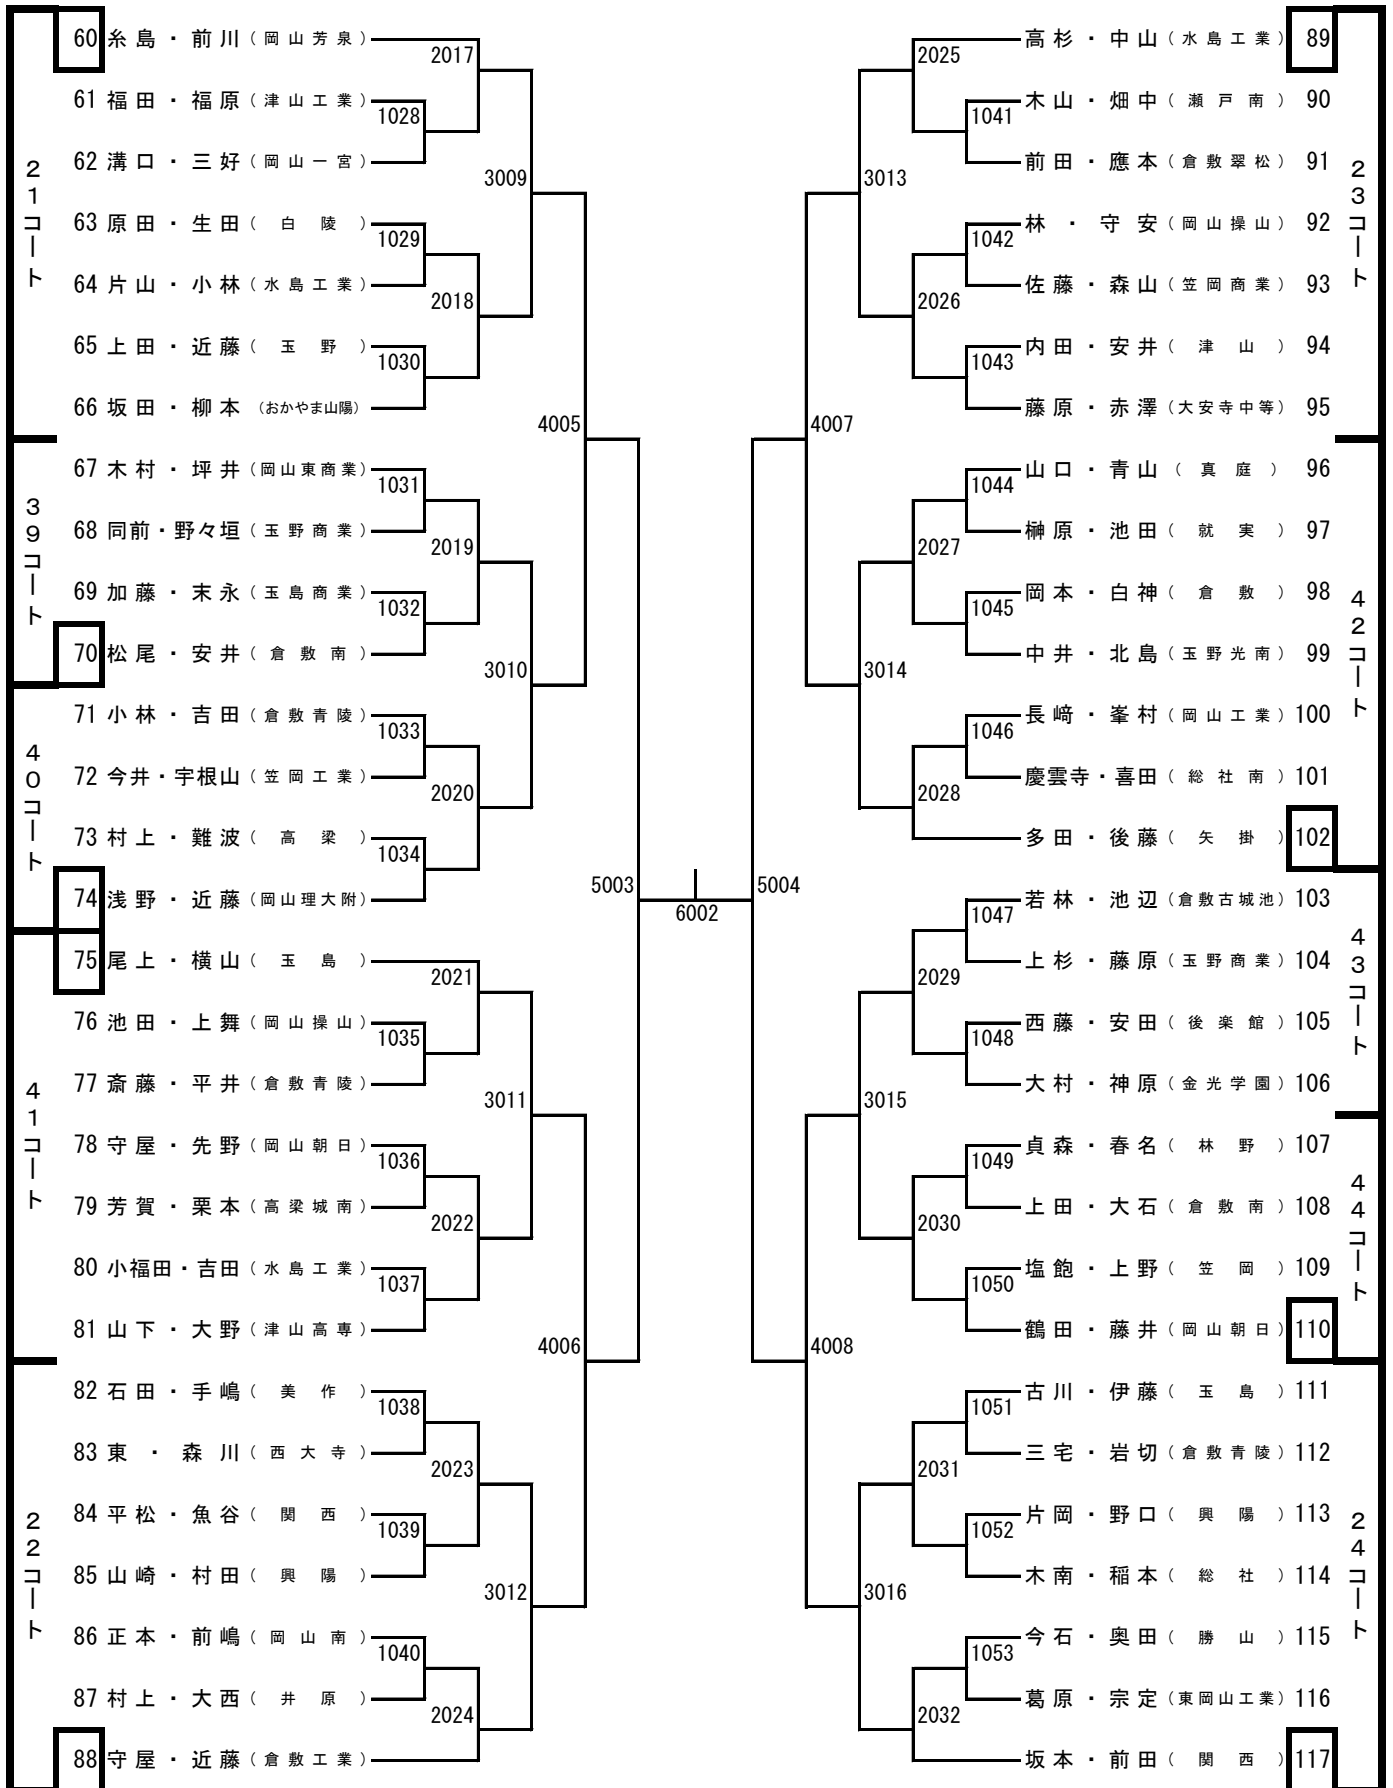 21コート
60 糸島・前川（岡山芳泉）
2017
61 福田・福原（津山工業）
1028
62 溝口・三好（岡山一宮）
3009
63 原田・生田（白陵）
1029
64 片山・小林（水島工業）
2018
65 上田・近藤（玉野）
1030
66 坂田・柳本（おかやま山陽）
4005
39コート
67 木村・坪井（岡山東商業）
1031
68 同前・野々垣（玉野商業）
2019
69 加藤・末永（玉島商業）
1032
70 松尾・安井（倉敷南）
3010
40コート
71 小林・吉田（倉敷青陵）
1033
72 今井・宇根山（笠岡工業）
2020
73 村上・難波（高梁）
1034
74 浅野・近藤（岡山理大附）
5003
41コート
75 尾上・横山（玉島）
2021
76 池田・上舞（岡山操山）
1035
77 斎藤・平井（倉敷青陵）
3011
78 守屋・先野（岡山朝日）
1036
79 芳賀・栗本（高梁城南）
2022
80 小福田・吉田（水島工業）
1037
81 山下・大野（津山高専）
4006
22コート
82 石田・手嶋（美作）
1038
83 東・森川（西大寺）
2023
84 平松・魚谷（関西）
1039
85 山崎・村田（興陽）
3012
86 正本・前嶋（岡山南）
1040
87 村上・大西（井原）
2024
88 守屋・近藤（倉敷工業）
6002
23コート
高杉・中山（水島工業）89
2025
木山・畑中（瀬戸南）90
1041
前田・應本（倉敷翠松）91
3013
林・守安（岡山操山）92
1042
佐藤・森山（笠岡商業）93
2026
内田・安井（津山）94
1043
藤原・赤澤（大安寺中等）95
4007
42コート
山口・青山（真庭）96
1044
榊原・池田（就実）97
2027
岡本・白神（倉敷）98
1045
中井・北島（玉野光南）99
3014
長﨑・峯村（岡山工業）100
1046
慶雲寺・喜田（総社南）101
2028
多田・後藤（矢掛）102
5004
43コート
若林・池辺（倉敷古城池）103
1047
上杉・藤原（玉野商業）104
2029
西藤・安田（後楽館）105
1048
大村・神原（金光学園）106
3015
44コート
貞森・春名（林野）107
1049
上田・大石（倉敷南）108
2030
塩飽・上野（笠岡）109
1050
鶴田・藤井（岡山朝日）110
4008
24コート
古川・伊藤（玉島）111
1051
三宅・岩切（倉敷青陵）112
2031
片岡・野口（興陽）113
1052
木南・稲本（総社）114
3016
今石・奥田（勝山）115
1053
葛原・宗定（東岡山工業）116
2032
坂本・前田（関西）117